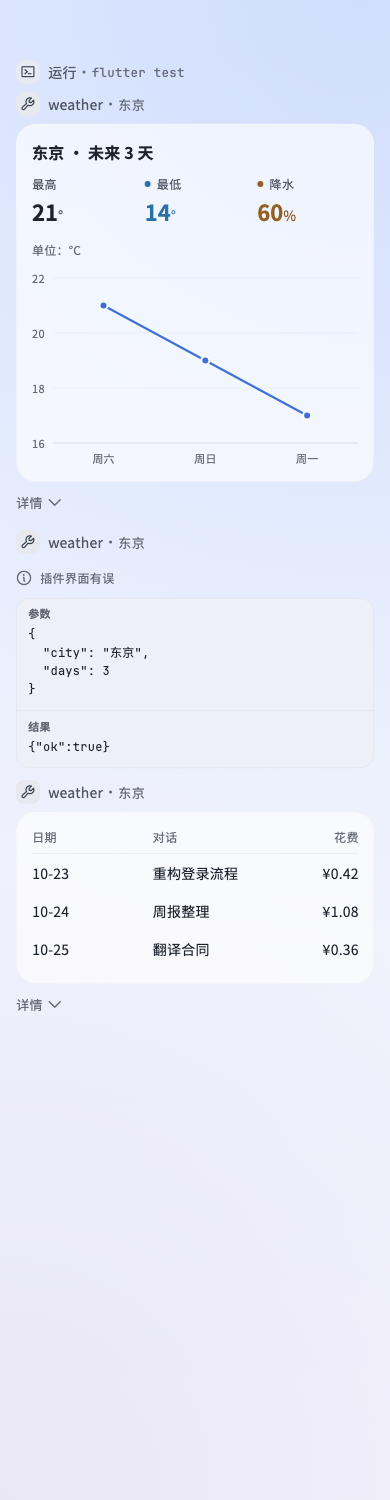 运行 · flutter test
weather · 东京
东京 · 未来 3 天
最高 最低 降水
21° 14° 60%
单位: °C
22
20
18
16
周六 周日 周一
详情
weather · 东京
插件界面有误
参数
{
  "city": "东京",
  "days": 3
}
结果
{"ok":true}
weather · 东京
日期 对话 花费
10-23 重构登录流程 ¥0.42
10-24 周报整理 ¥1.08
10-25 翻译合同 ¥0.36
详情